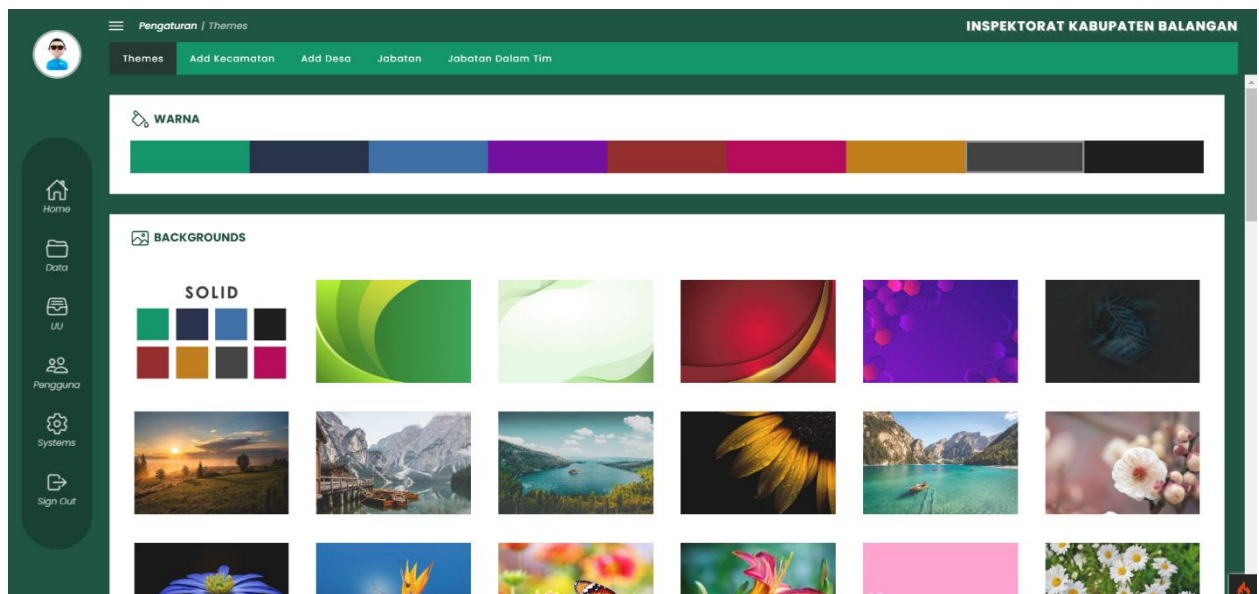 Pengaturan | Themes
INSPEKTORAT KABUPATEN BALANGAN
Themes Add Kecamatan Add Desa Jabatan Jabatan Dalam Tim
WARNA
BACKGROUNDS
SOLID
Home
Data
UU
Pengguna
Systems
Sign Out